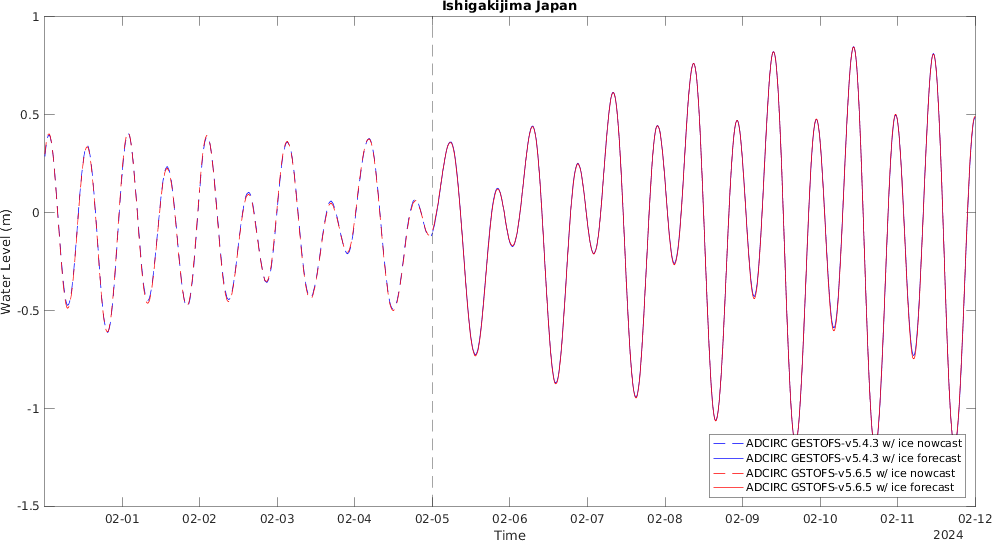 Ishigakijima Japan
1
0.5
0
-0.5
-1
-1.5
Water Level (m)
02-01 02-02 02-03 02-04 02-05 02-06 02-07 02-08 02-09 02-10 02-11 02-12
Time
2024
ADCIRC GESTOFS-v5.4.3 w/ ice nowcast
ADCIRC GESTOFS-v5.4.3 w/ ice forecast
ADCIRC GSTOFS-v5.6.5 w/ ice nowcast
ADCIRC GSTOFS-v5.6.5 w/ ice forecast